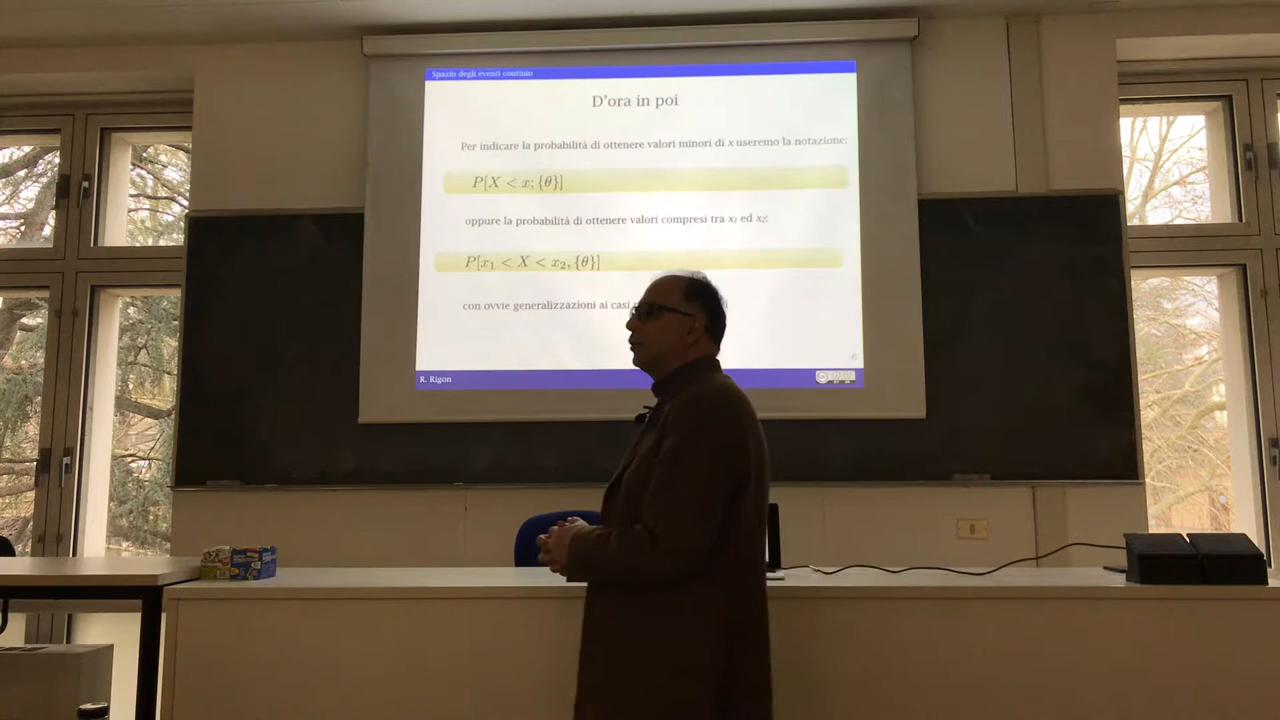 Spazio degli eventi continuo
D'ora in poi
Per indicare la probabilità di ottenere valori minori di x useremo la notazione:
P[X < x; {θ}]
oppure la probabilità di ottenere valori compresi tra x₁ ed x₂:
P[x₁ < X < x₂, {θ}]
con ovvie generalizzazioni ai casi
R. Rigon